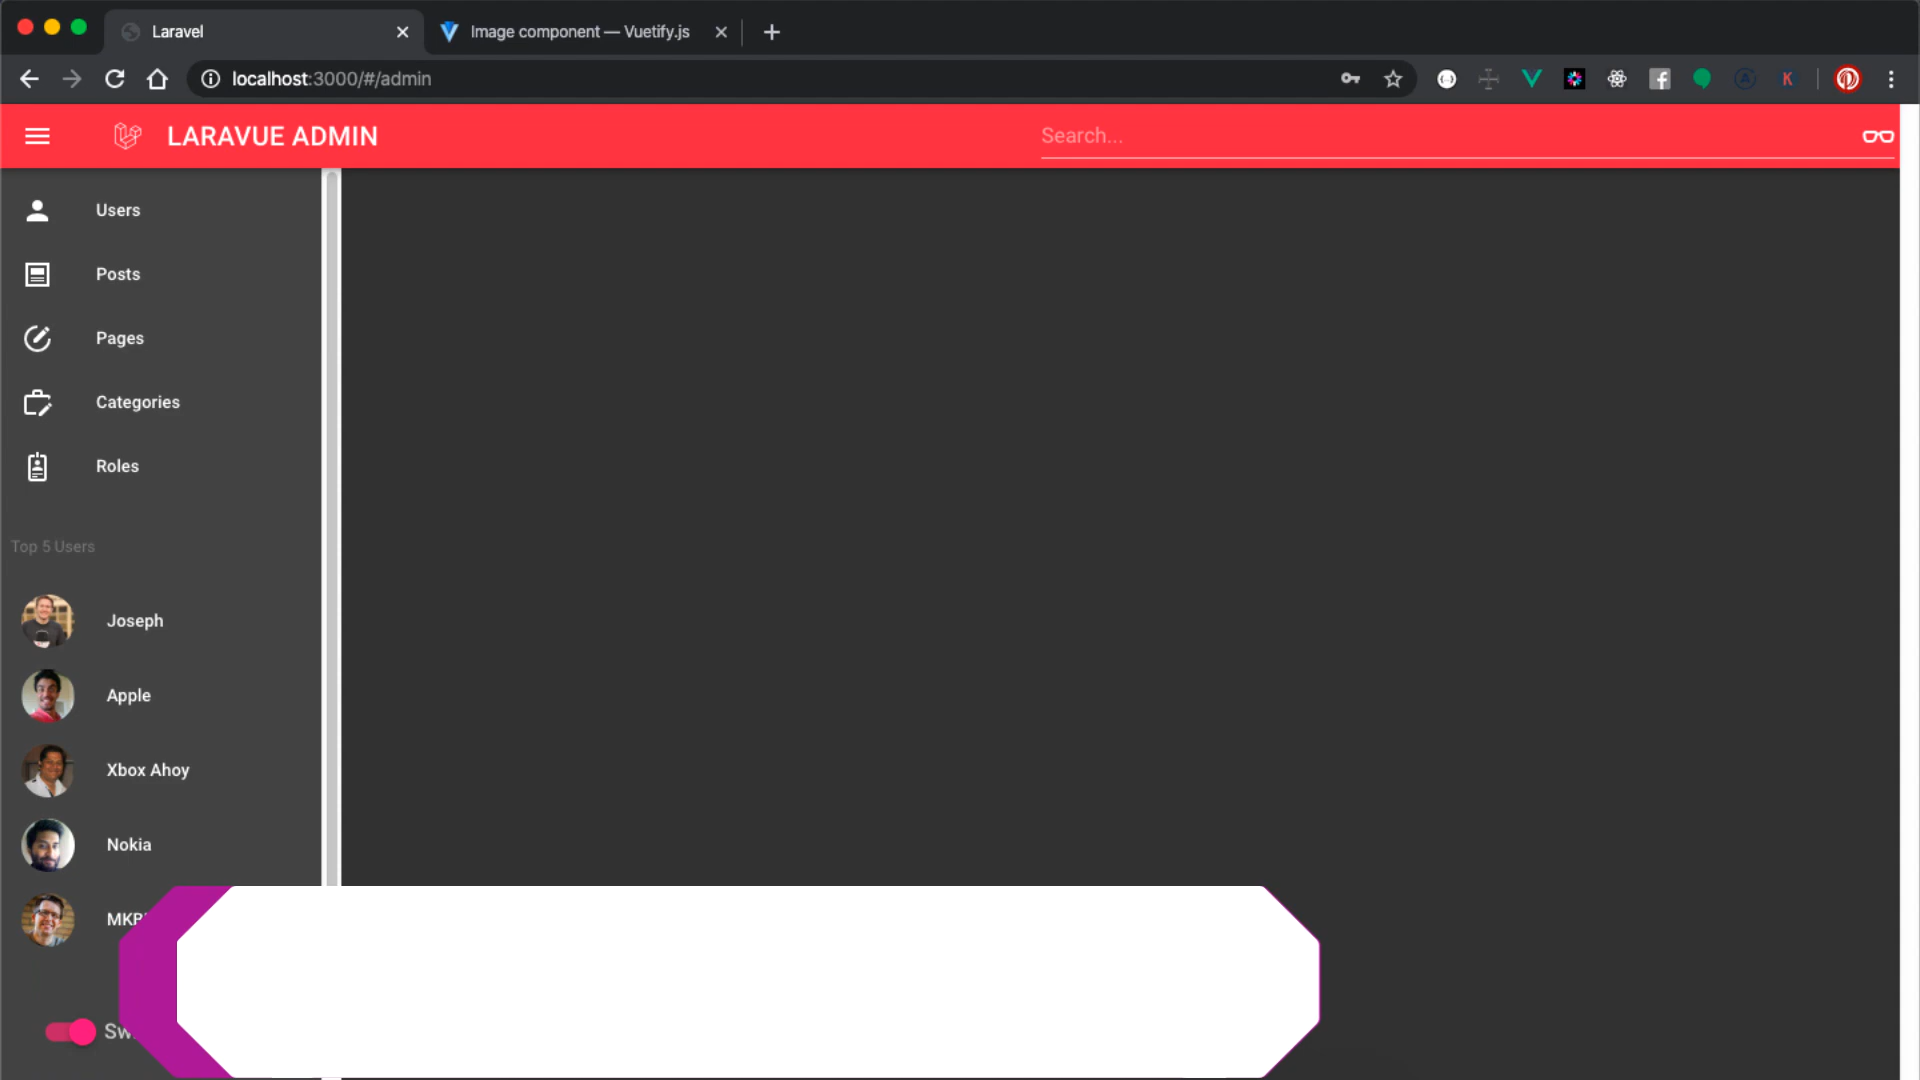 Laravel
Image component — Vuetify.js
localhost:3000/#/admin
LARAVUE ADMIN
Search...
Users
Posts
Pages
Categories
Roles
Top 5 Users
Joseph
Apple
Xbox Ahoy
Nokia